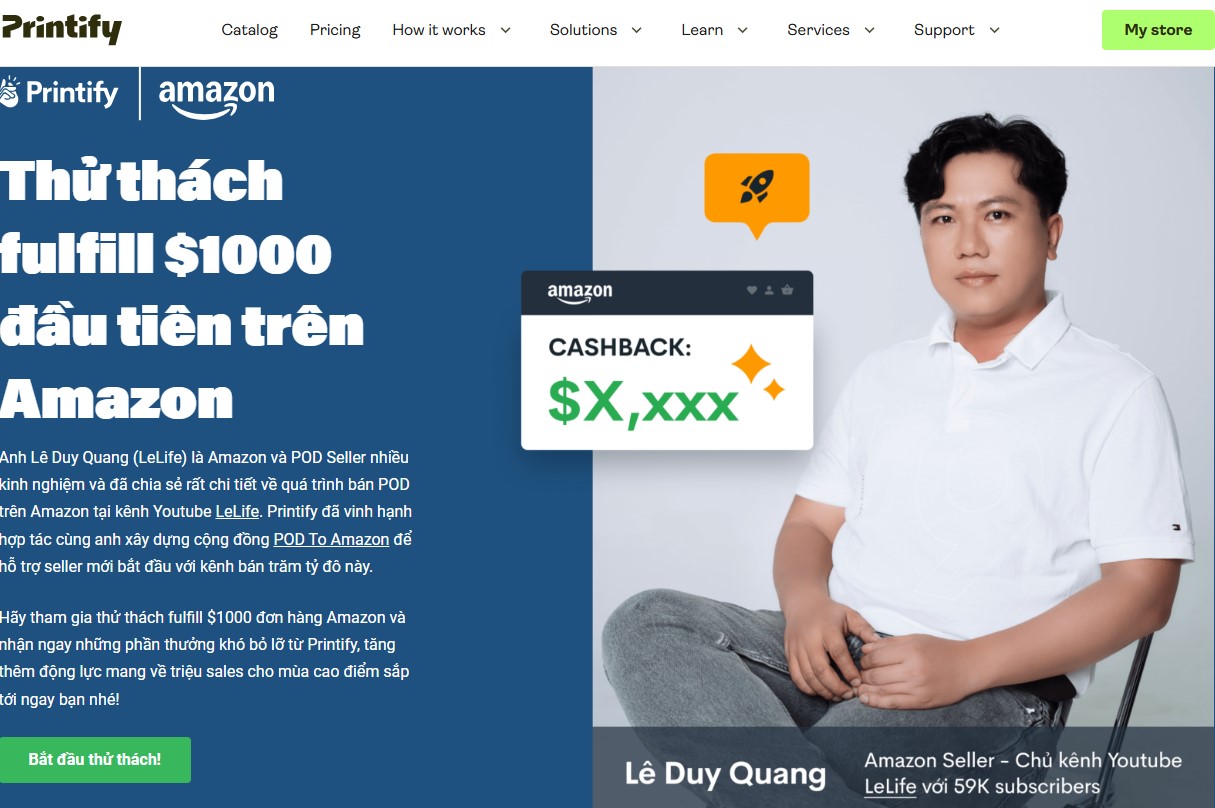 Printify
Catalog
Pricing
How it works
Solutions
Learn
Services
Support
My store
Printify
amazon
Thử thách
fulfill $1000
đầu tiên trên
Amazon
Anh Lê Duy Quang (LeLife) là Amazon và POD Seller nhiều
kinh nghiệm và đã chia sẻ rất chi tiết về quá trình bán POD
trên Amazon tại kênh Youtube LeLife. Printify đã vinh hạnh
hợp tác cùng anh xây dựng cộng đồng POD To Amazon để
hỗ trợ seller mới bắt đầu với kênh bán trăm tỷ đô này.
Hãy tham gia thử thách fulfill $1000 đơn hàng Amazon và
nhận ngay những phần thưởng khó bỏ lỡ từ Printify, tăng
thêm động lực mang về triệu sales cho mùa cao điểm sắp
tới ngay bạn nhé!
Bắt đầu thử thách!
amazon
CASHBACK:
$X,xxx
Lê Duy Quang
Amazon Seller - Chủ kênh Youtube
LeLife với 59K subscribers